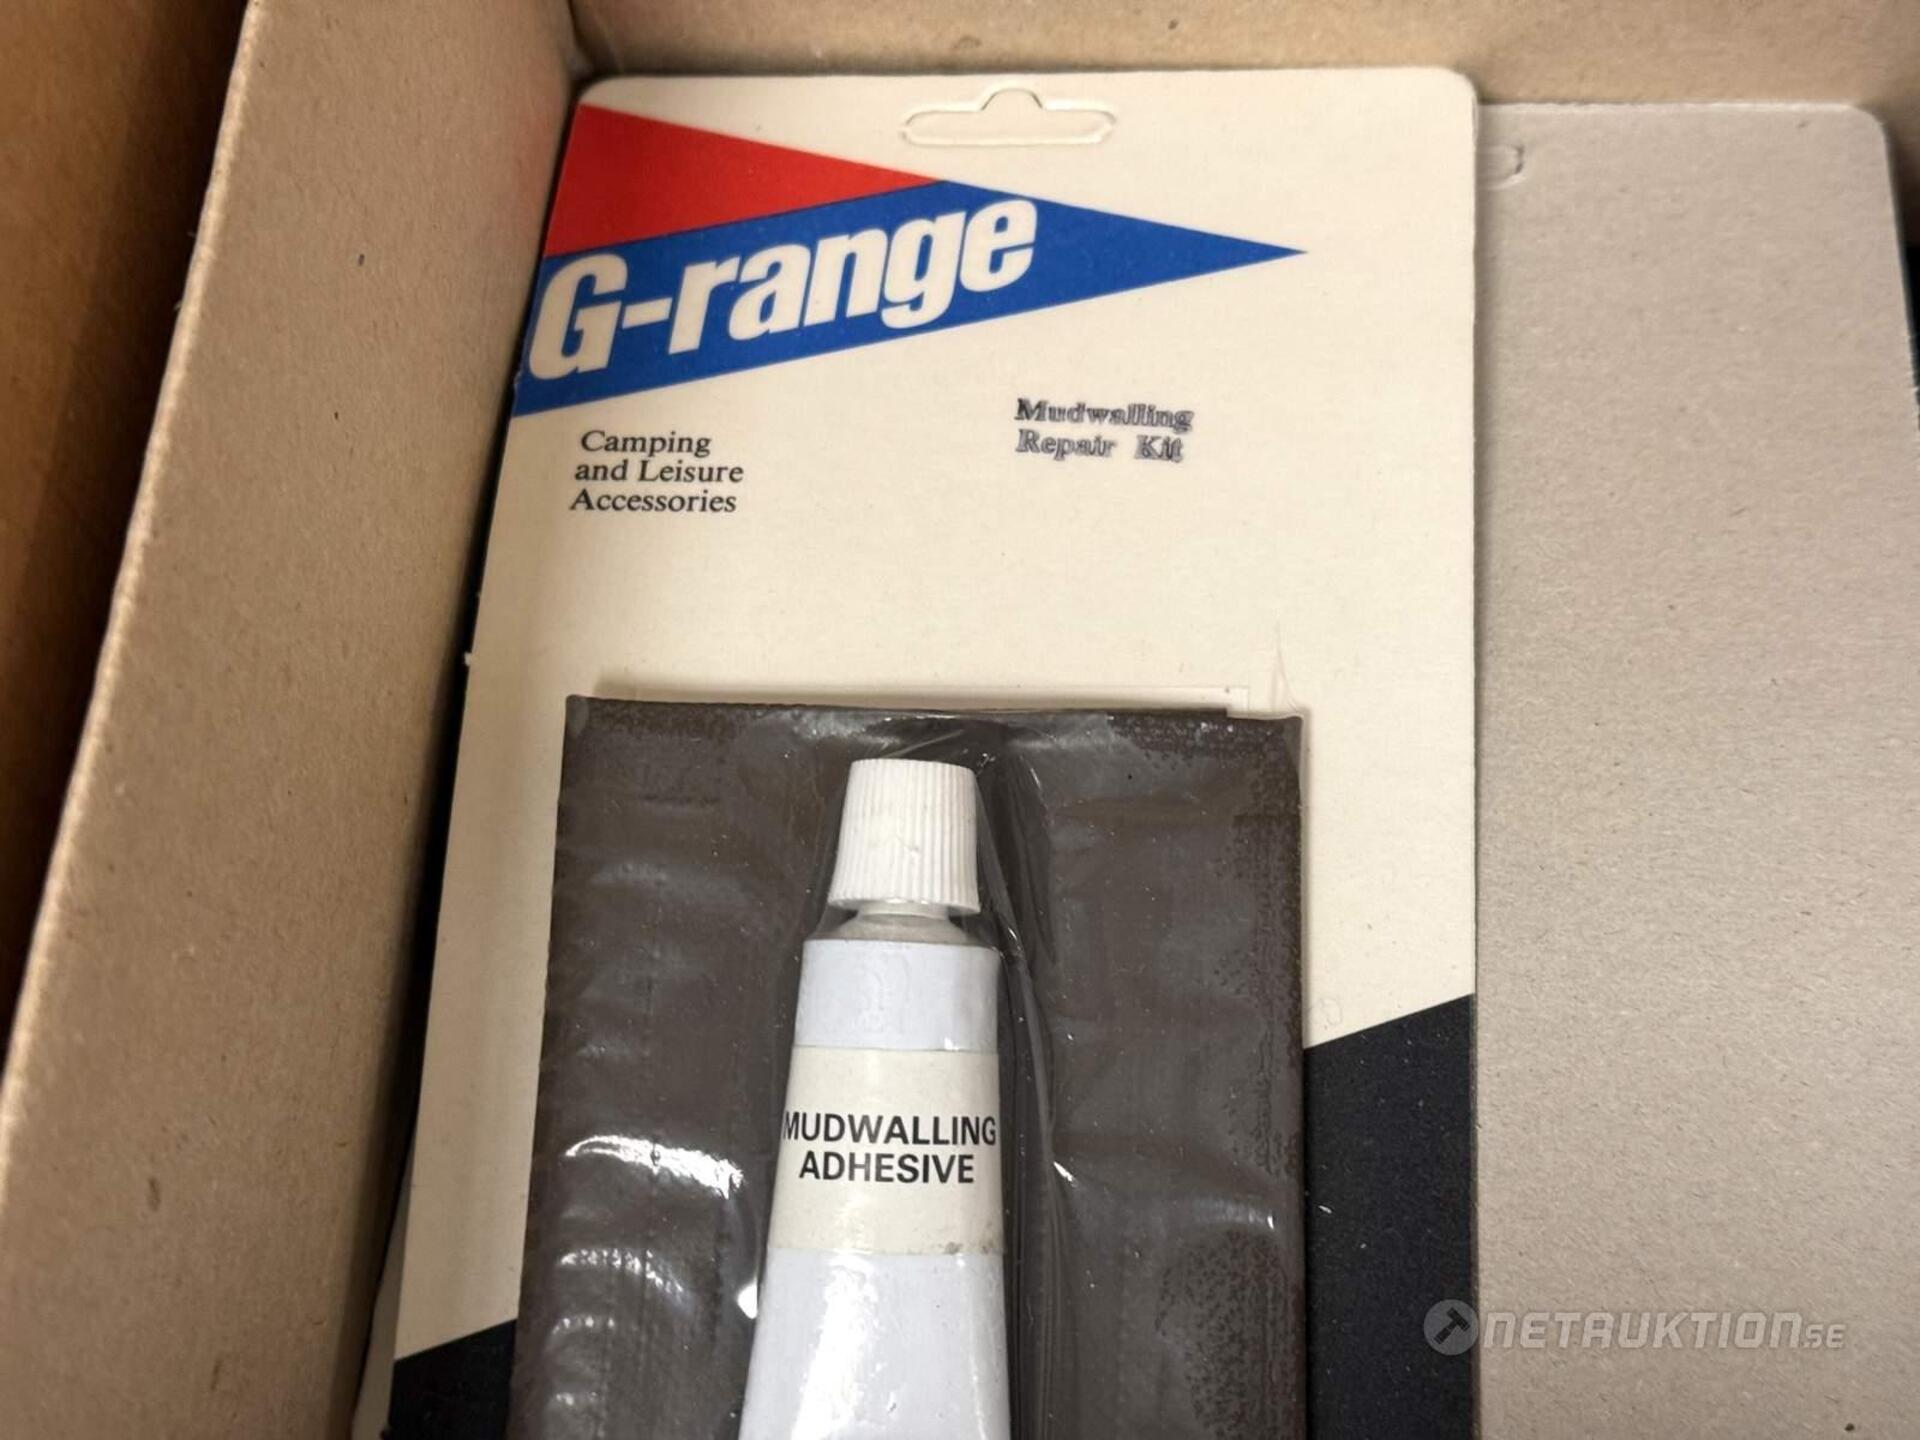 G-range
Camping
and Leisure
Accessories
Mudwalling
Repair Kit
MUDWALLING
ADHESIVE
NETAUKTION.SE